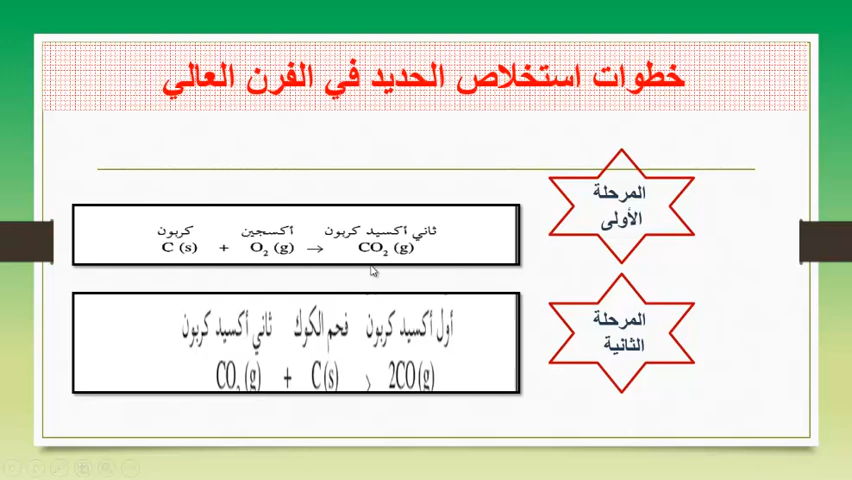 خطوات استخلاص الحديد في الفرن العالي
المرحلة
الأولى
كربون أكسجين ثاني أكسيد كربون
C (s) + O₂ (g) → CO₂ (g)
المرحلة
الثانية
ثاني أكسيد كربون فحم الكوك أول أكسيد كربون
CO₂ (g) + C (s) › 2CO (g)